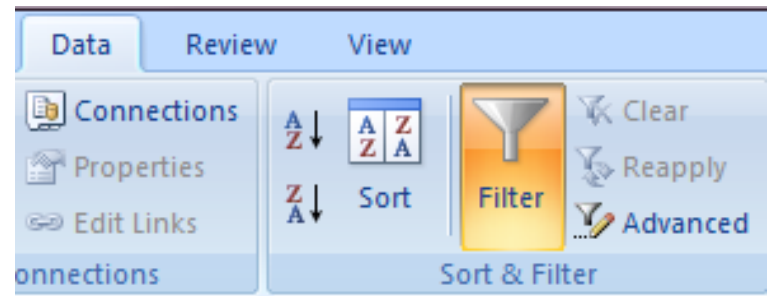 Data Review View
Connections
Properties
Edit Links
onnections
A
Z
Z
A
A Z
Z A
Sort
Filter
Clear
Reapply
Advanced
Sort & Filter